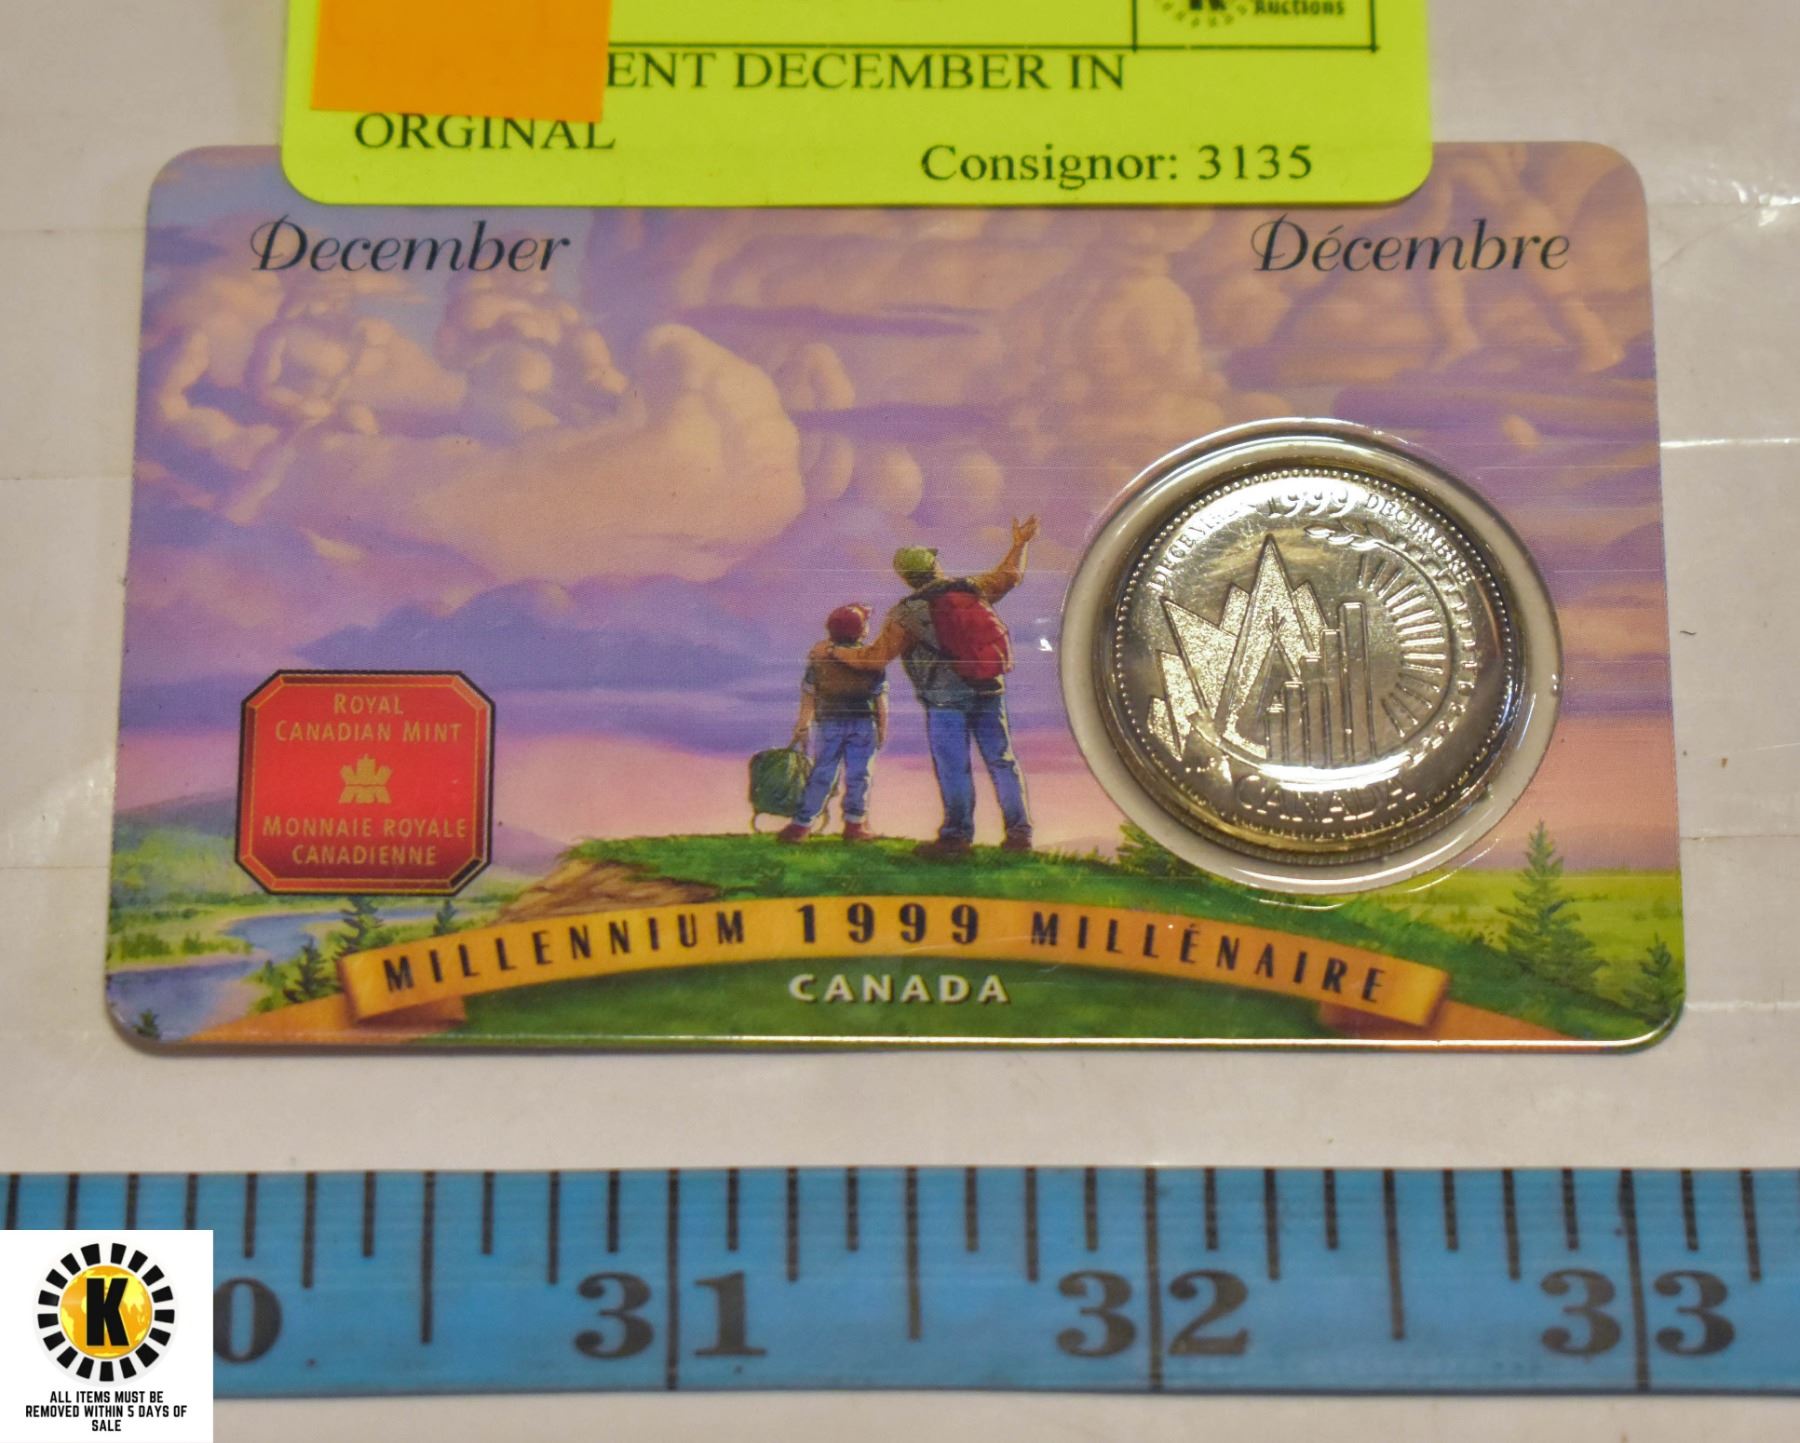 Auctions
ENT DECEMBER IN
ORGINAL
Consignor: 3135
December
Décembre
1999
CANADA
ROYAL
CANADIAN MINT
MONNAIE ROYALE
CANADIENNE
MILLENNIUM 1999 MILLÉNAIRE
CANADA
0 31 32 33
K
ALL ITEMS MUST BE
REMOVED WITHIN 5 DAYS OF
SALE